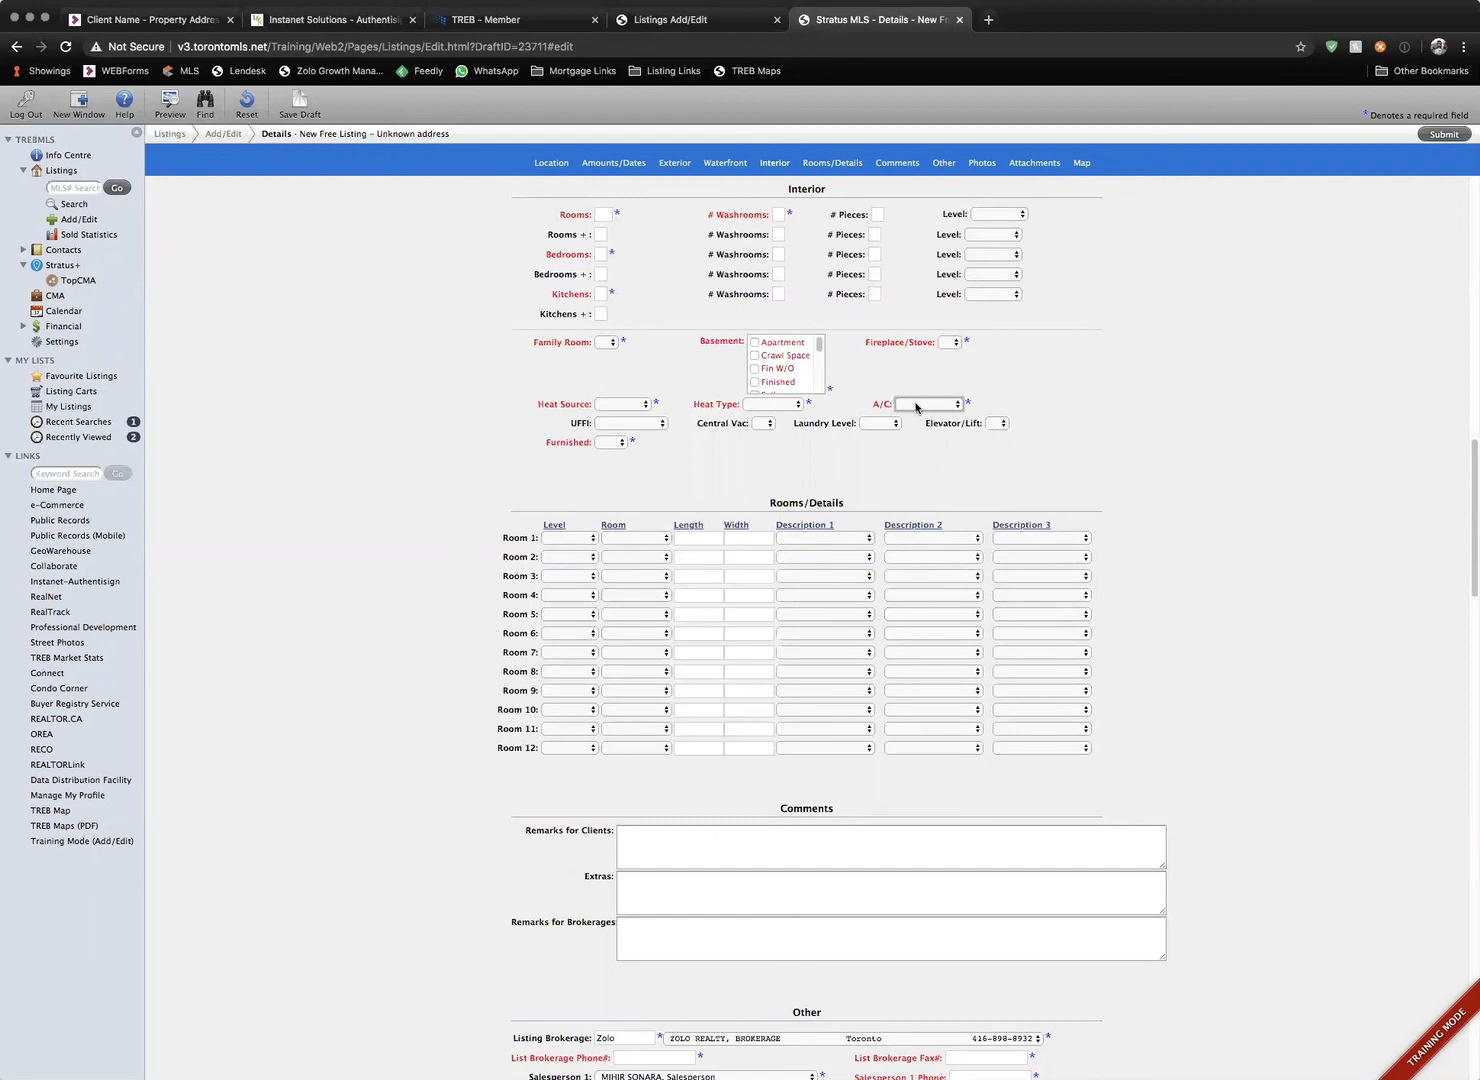 Client Name - Property Addre
Instanet Solutions - Authentisi
TREB - Member
Listings Add/Edit
Stratus MLS - Details - New Fr
Not Secure
v3.torontomls.net/Training/Web2/Pages/Listings/Edit.html?DraftID=23711#edit
Showings
WEBForms
MLS
Lendesk
Zolo Growth Mana...
Feedly
WhatsApp
Mortgage Links
Listing Links
TREB Maps
Other Bookmarks
Log Out
New Window
Help
Preview
Find
Reset
Save Draft
* Denotes a required field
Listings
Add/Edit
Details - New Free Listing - Unknown address
Submit
TREBMLS
Info Centre
Listings
MLS# Search
Go
Search
Add/Edit
Sold Statistics
Contacts
Stratus+
TopCMA
CMA
Calendar
Financial
Settings
MY LISTS
Favourite Listings
Listing Carts
My Listings
Recent Searches 1
Recently Viewed 2
LINKS
Keyword Search
Go
Home Page
e-Commerce
Public Records
Public Records (Mobile)
GeoWarehouse
Collaborate
Instanet-Authentisign
RealNet
RealTrack
Professional Development
Street Photos
TREB Market Stats
Connect
Condo Corner
Buyer Registry Service
REALTOR.CA
OREA
RECO
REALTORLink
Data Distribution Facility
Manage My Profile
TREB Map
TREB Maps (PDF)
Training Mode (Add/Edit)
Location Amounts/Dates Exterior Waterfront Interior Rooms/Details Comments Other Photos Attachments Map
Interior
Rooms: * # Washrooms: * # Pieces: Level:
Rooms + : # Washrooms: # Pieces: Level:
Bedrooms: * # Washrooms: # Pieces: Level:
Bedrooms + : # Washrooms: # Pieces: Level:
Kitchens: * # Washrooms: # Pieces: Level:
Kitchens + :
Family Room: * Basement: Apartment Fireplace/Stove: *
Crawl Space
Fin W/O
Finished
*
Heat Source: * Heat Type: * A/C: *
UFFI: Central Vac: Laundry Level: Elevator/Lift:
Furnished: *
Rooms/Details
Level Room Length Width Description 1 Description 2 Description 3
Room 1:
Room 2:
Room 3:
Room 4:
Room 5:
Room 6:
Room 7:
Room 8:
Room 9:
Room 10:
Room 11:
Room 12:
Comments
Remarks for Clients:
Extras:
Remarks for Brokerages:
Other
Listing Brokerage: Zolo * ZOLO REALTY, BROKERAGE Toronto 416-898-8932 *
List Brokerage Phone#: * List Brokerage Fax#: *
Salesperson 1: MIHIR SONARA, Salesperson * Salesperson 1 Phone: *
TRAINING MODE